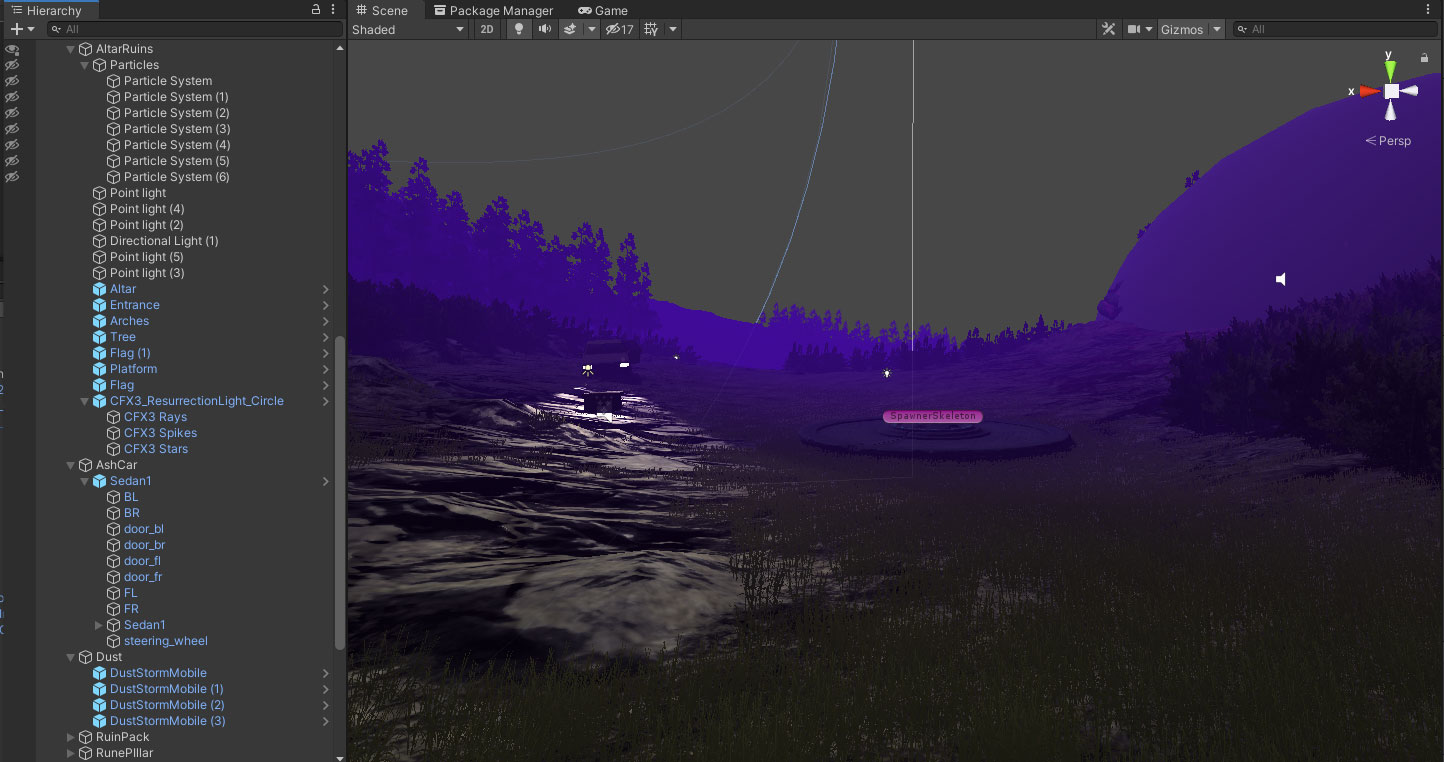 Hierarchy
Scene
Package Manager
Game
All
Shaded
2D
17
Gizmos
All
AltarRuins
Particles
Particle System
Particle System (1)
Particle System (2)
Particle System (3)
Particle System (4)
Particle System (5)
Particle System (6)
Point light
Point light (4)
Point light (2)
Directional Light (1)
Point light (5)
Point light (3)
Altar
Entrance
Arches
Tree
Flag (1)
Platform
Flag
CFX3_ResurrectionLight_Circle
CFX3 Rays
CFX3 Spikes
CFX3 Stars
AshCar
Sedan1
BL
BR
door_bl
door_br
door_fl
door_fr
FL
FR
Sedan1
steering_wheel
Dust
DustStormMobile
DustStormMobile (1)
DustStormMobile (2)
DustStormMobile (3)
RuinPack
RunePIllar
y
x
Persp
SpawnerSkeleton